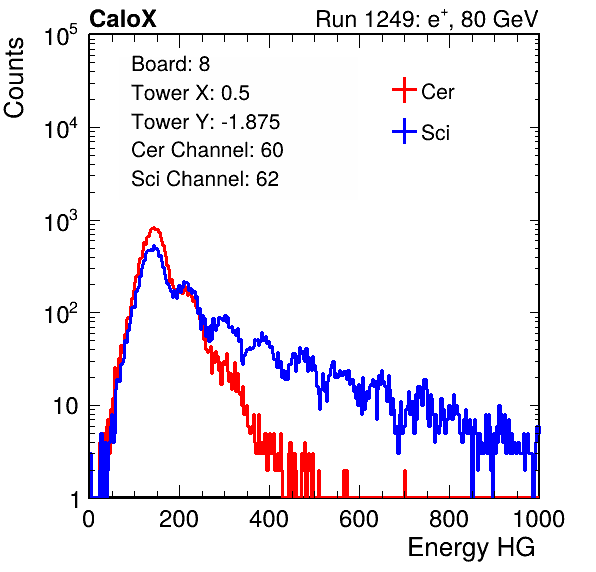 CaloX Run 1249: e⁺, 80 GeV
Counts
10⁵
10⁴
10³
10²
10
1
Board: 8
Tower X: 0.5
Tower Y: -1.875
Cer Channel: 60
Sci Channel: 62
Cer
Sci
0 200 400 600 800 1000
Energy HG